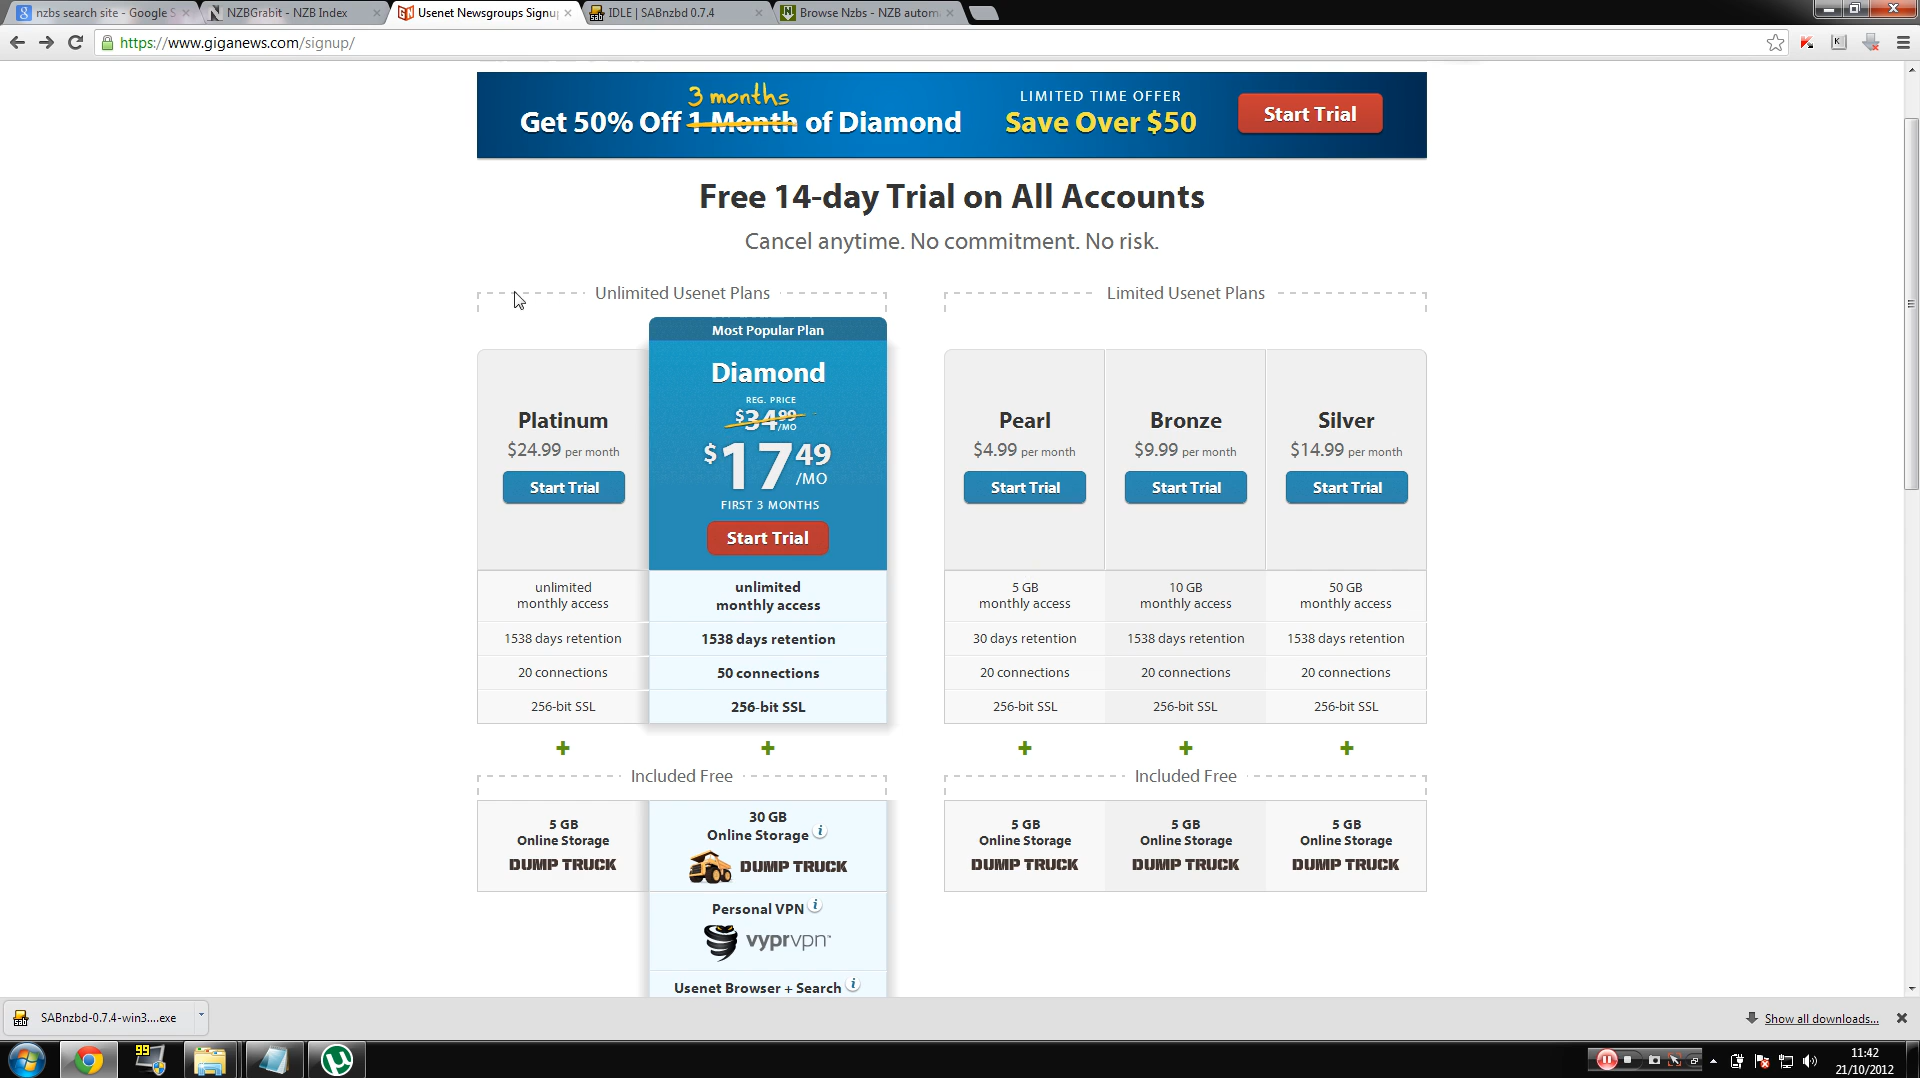 nzbs search site - Google S
NZBGrabit - NZB Index
Usenet Newsgroups Signup
IDLE | SABnzbd 0.7.4
Browse Nzbs - NZB autom
https://www.giganews.com/signup/
3 months
Get 50% Off 1 Month of Diamond
LIMITED TIME OFFER
Save Over $50
Start Trial
Free 14-day Trial on All Accounts
Cancel anytime. No commitment. No risk.
Unlimited Usenet Plans
Limited Usenet Plans
Most Popular Plan
Platinum
$24.99 per month
Start Trial
Diamond
REG. PRICE
$34.99/MO
$17.49/MO
FIRST 3 MONTHS
Start Trial
Pearl
$4.99 per month
Start Trial
Bronze
$9.99 per month
Start Trial
Silver
$14.99 per month
Start Trial
unlimited
monthly access
unlimited
monthly access
5 GB
monthly access
10 GB
monthly access
50 GB
monthly access
1538 days retention
1538 days retention
30 days retention
1538 days retention
1538 days retention
20 connections
50 connections
20 connections
20 connections
20 connections
256-bit SSL
256-bit SSL
256-bit SSL
256-bit SSL
256-bit SSL
Included Free
Included Free
5 GB
Online Storage
DUMP TRUCK
30 GB
Online Storage i
DUMP TRUCK
5 GB
Online Storage
DUMP TRUCK
5 GB
Online Storage
DUMP TRUCK
5 GB
Online Storage
DUMP TRUCK
Personal VPN i
vyprvpn™
Usenet Browser + Search i
SABnzbd-0.7.4-win3....exe
Show all downloads...
99
11:42
21/10/2012